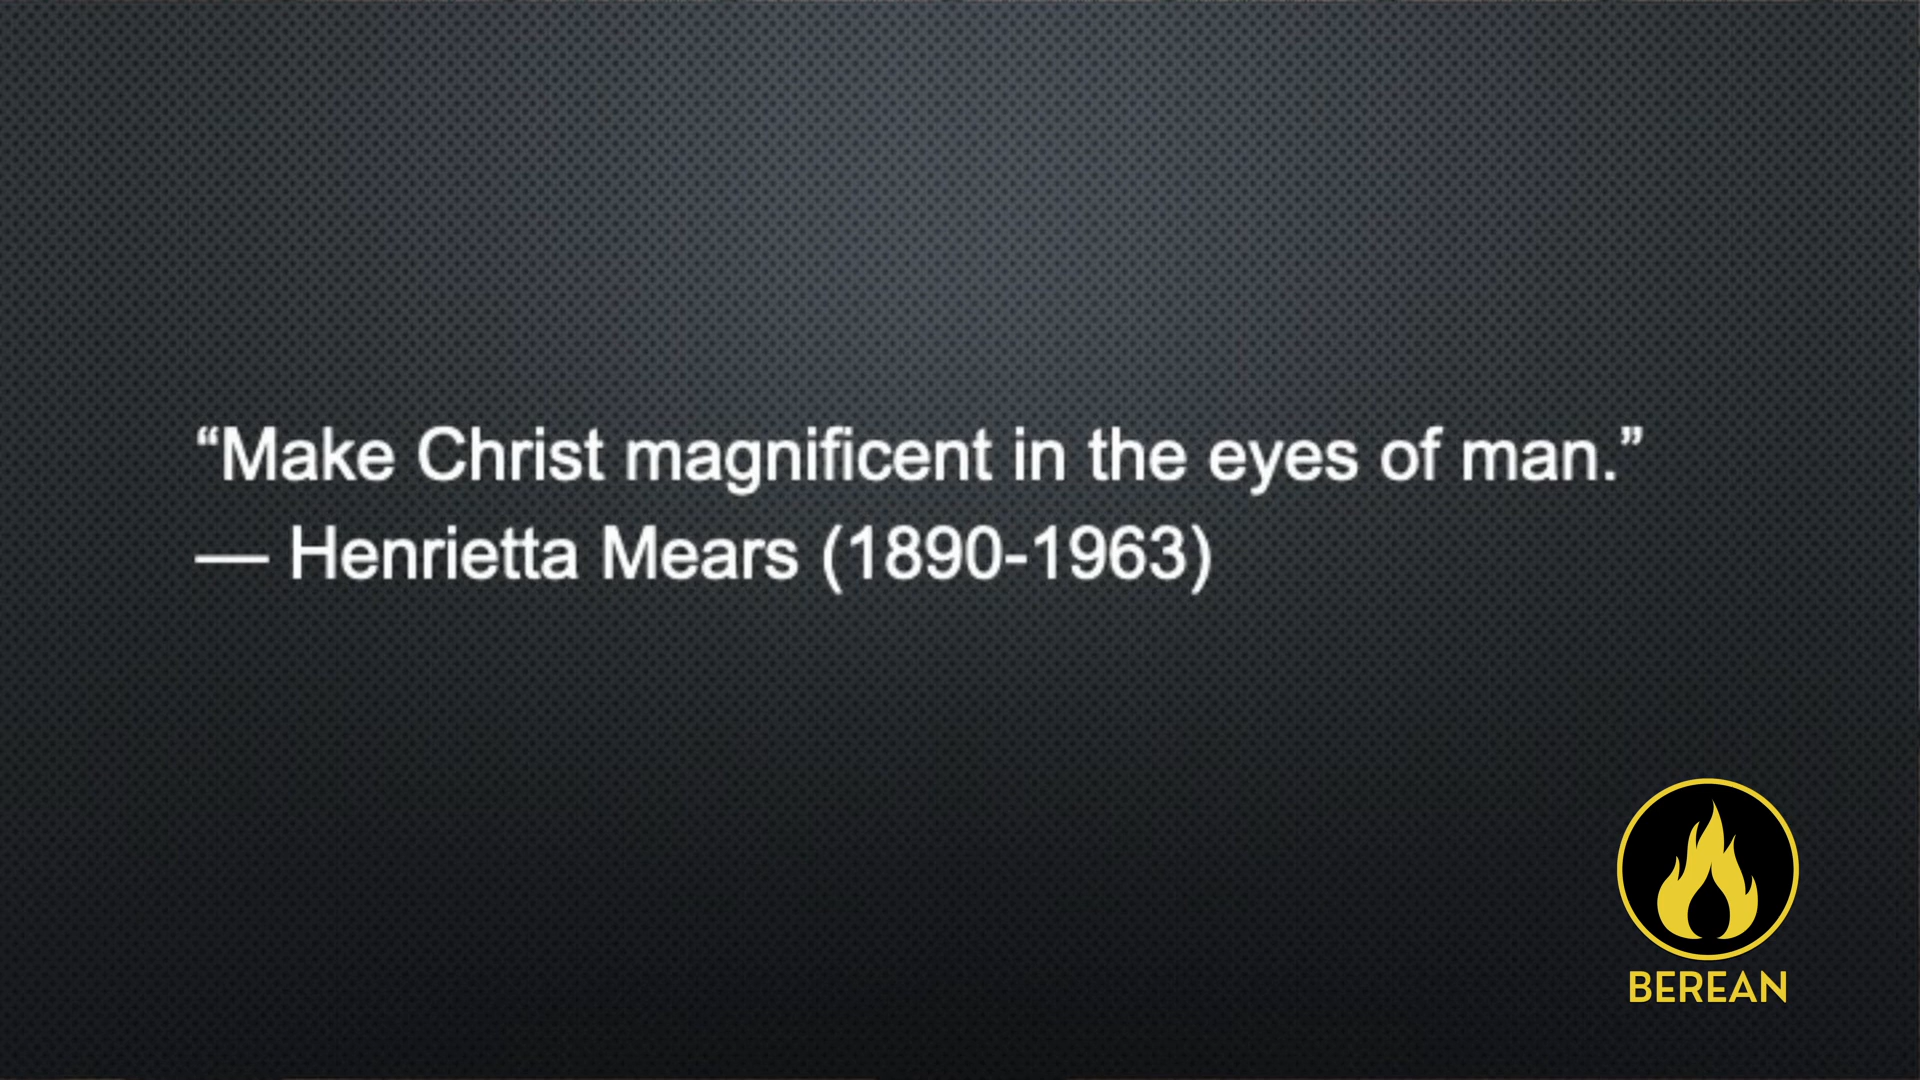 “Make Christ magnificent in the eyes of man.”
— Henrietta Mears (1890-1963)
BEREAN